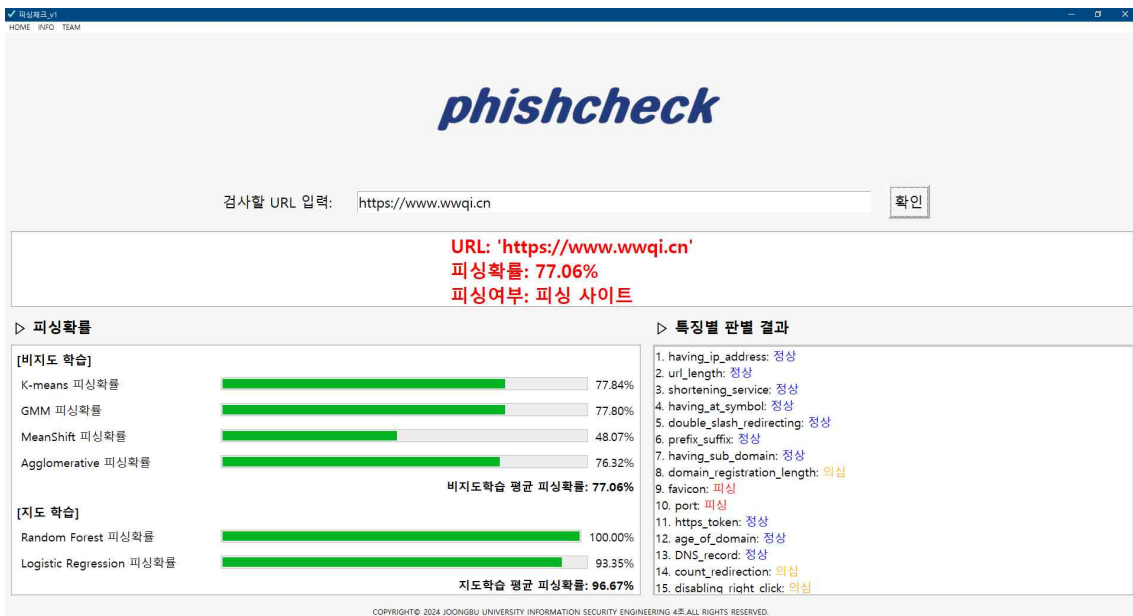 피싱체크_v1
HOME INFO TEAM
phishcheck
검사할 URL 입력: https://www.wwqi.cn 확인
URL: 'https://www.wwqi.cn'
피싱확률: 77.06%
피싱여부: 피싱 사이트
▷ 피싱확률
[비지도 학습]
K-means 피싱확률 77.84%
GMM 피싱확률 77.80%
MeanShift 피싱확률 48.07%
Agglomerative 피싱확률 76.32%
비지도학습 평균 피싱확률: 77.06%
[지도 학습]
Random Forest 피싱확률 100.00%
Logistic Regression 피싱확률 93.35%
지도학습 평균 피싱확률: 96.67%
▷ 특징별 판별 결과
1. having_ip_address: 정상
2. url_length: 정상
3. shortening_service: 정상
4. having_at_symbol: 정상
5. double_slash_redirecting: 정상
6. prefix_suffix: 정상
7. having_sub_domain: 정상
8. domain_registration_length: 의심
9. favicon: 피싱
10. port: 피싱
11. https_token: 정상
12. age_of_domain: 정상
13. DNS_record: 정상
14. count_redirection: 의심
15. disabling_right_click: 의심
COPYRIGHT© 2024 JOONGBU UNIVERSITY INFORMATION SECURITY ENGINEERING 4조.ALL RIGHTS RESERVED.